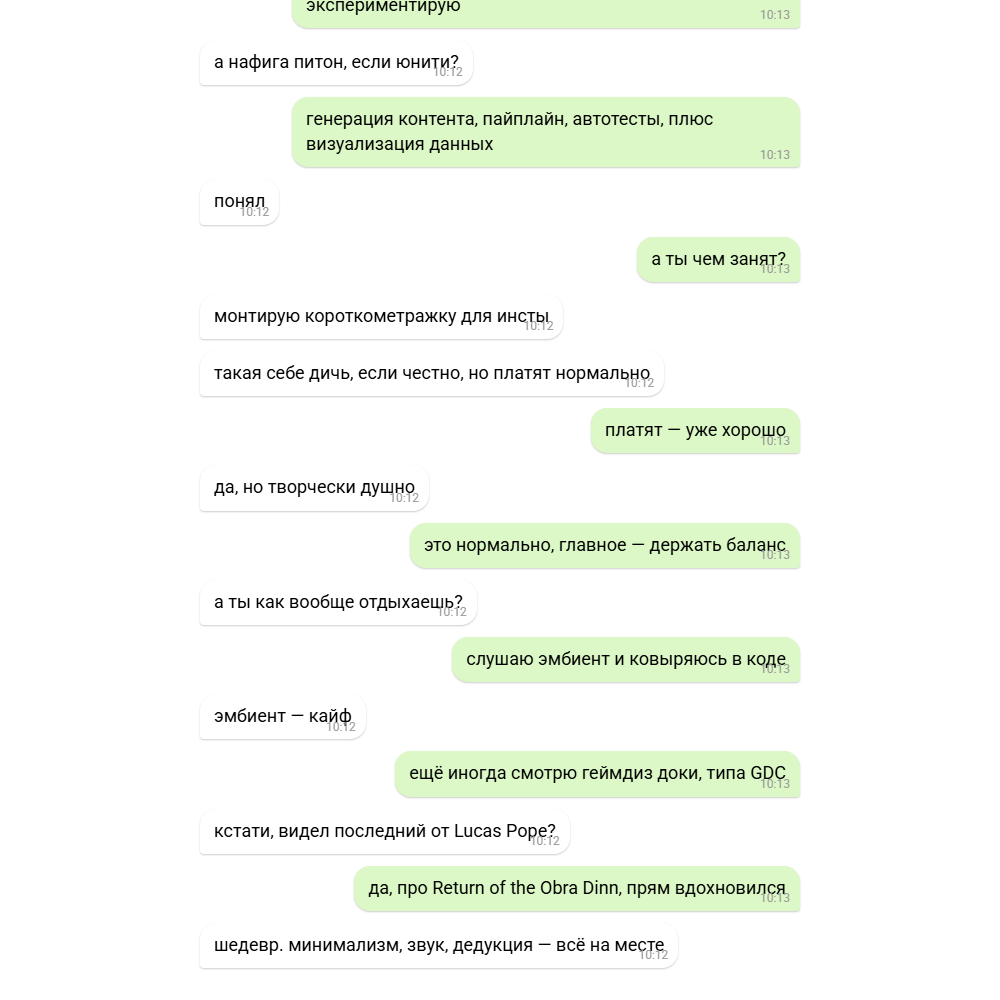 экспериментирую
10:13
а нафига питон, если юнити?
10:12
генерация контента, пайплайн, автотесты, плюс
визуализация данных
10:13
понял
10:12
а ты чем занят?
10:13
монтирую короткометражку для инсты
10:12
такая себе дичь, если честно, но платят нормально
10:12
платят — уже хорошо
10:13
да, но творчески душно
10:12
это нормально, главное — держать баланс
10:13
а ты как вообще отдыхаешь?
10:12
слушаю эмбиент и ковыряюсь в коде
10:13
эмбиент — кайф
10:12
ещё иногда смотрю геймдиз доки, типа GDC
10:13
кстати, видел последний от Lucas Pope?
10:12
да, про Return of the Obra Dinn, прям вдохновился
10:13
шедевр. минимализм, звук, дедукция — всё на месте
10:12